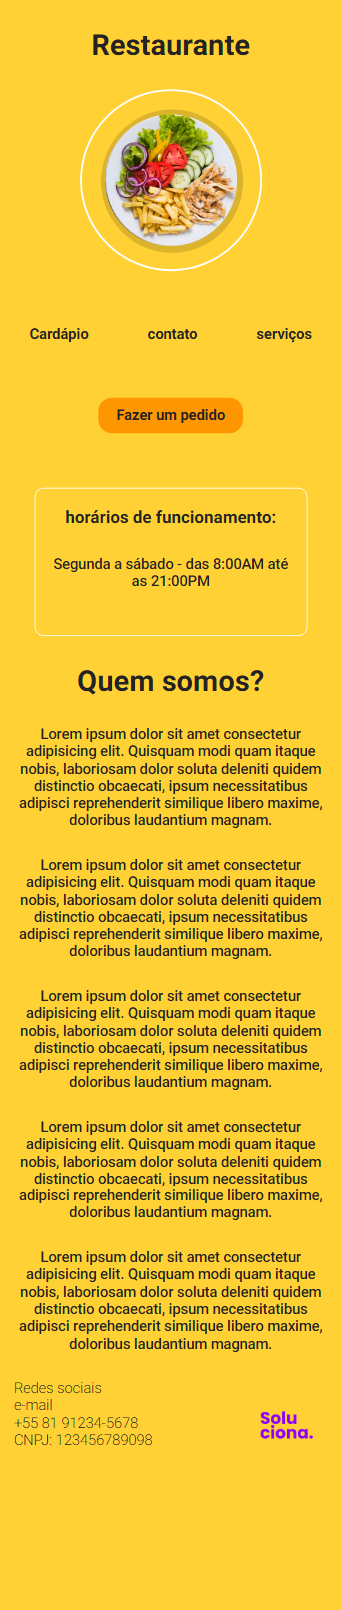 Restaurante
Cardápio contato serviços
Fazer um pedido
horários de funcionamento:
Segunda a sábado - das 8:00AM até
as 21:00PM
Quem somos?
Lorem ipsum dolor sit amet consectetur
adipisicing elit. Quisquam modi quam itaque
nobis, laboriosam dolor soluta deleniti quidem
distinctio obcaecati, ipsum necessitatibus
adipisci reprehenderit similique libero maxime,
doloribus laudantium magnam.
Lorem ipsum dolor sit amet consectetur
adipisicing elit. Quisquam modi quam itaque
nobis, laboriosam dolor soluta deleniti quidem
distinctio obcaecati, ipsum necessitatibus
adipisci reprehenderit similique libero maxime,
doloribus laudantium magnam.
Lorem ipsum dolor sit amet consectetur
adipisicing elit. Quisquam modi quam itaque
nobis, laboriosam dolor soluta deleniti quidem
distinctio obcaecati, ipsum necessitatibus
adipisci reprehenderit similique libero maxime,
doloribus laudantium magnam.
Lorem ipsum dolor sit amet consectetur
adipisicing elit. Quisquam modi quam itaque
nobis, laboriosam dolor soluta deleniti quidem
distinctio obcaecati, ipsum necessitatibus
adipisci reprehenderit similique libero maxime,
doloribus laudantium magnam.
Lorem ipsum dolor sit amet consectetur
adipisicing elit. Quisquam modi quam itaque
nobis, laboriosam dolor soluta deleniti quidem
distinctio obcaecati, ipsum necessitatibus
adipisci reprehenderit similique libero maxime,
doloribus laudantium magnam.
Redes sociais
e-mail
+55 81 91234-5678
CNPJ: 123456789098
Solu
ciona.